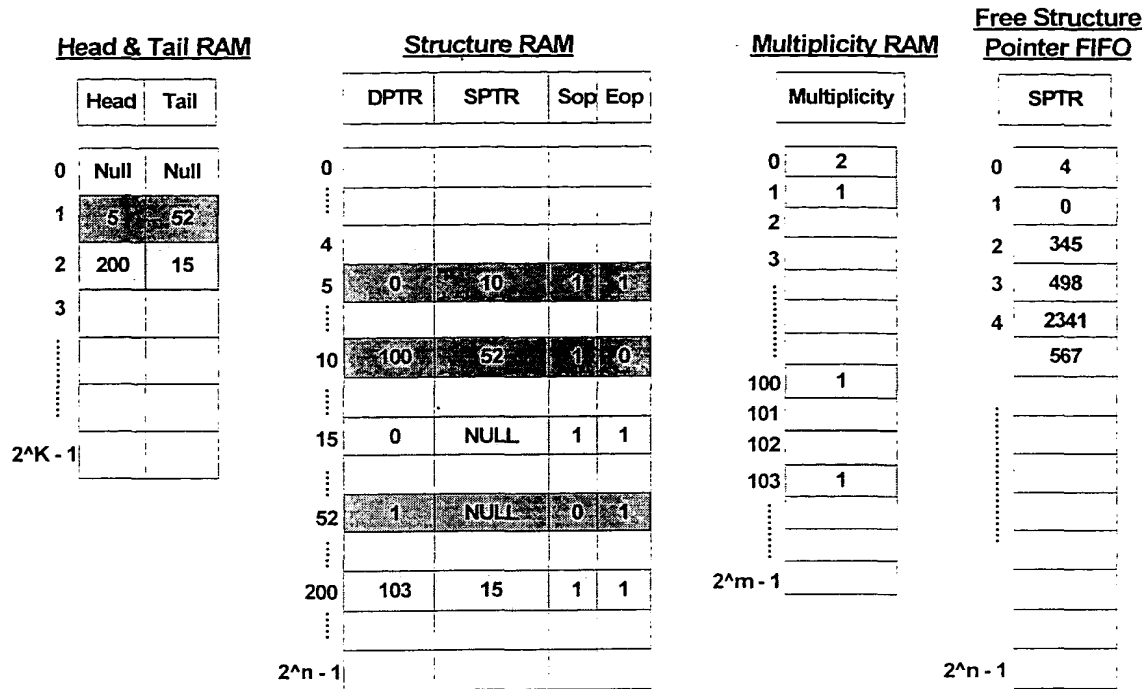 Head & Tail RAM
Head Tail
0 Null Null
1 5 52
2 200 15
3
2^K - 1
Structure RAM
DPTR SPTR Sop Eop
0
4
5 0 10 1 1
10 100 52 1 0
15 0 NULL 1 1
52 1 NULL 0 1
200 103 15 1 1
2^n - 1
Multiplicity RAM
Multiplicity
0 2
1 1
2
3
100 1
101
102
103 1
2^m - 1
Free Structure
Pointer FIFO
SPTR
0 4
1 0
2 345
3 498
4 2341
567
2^n - 1